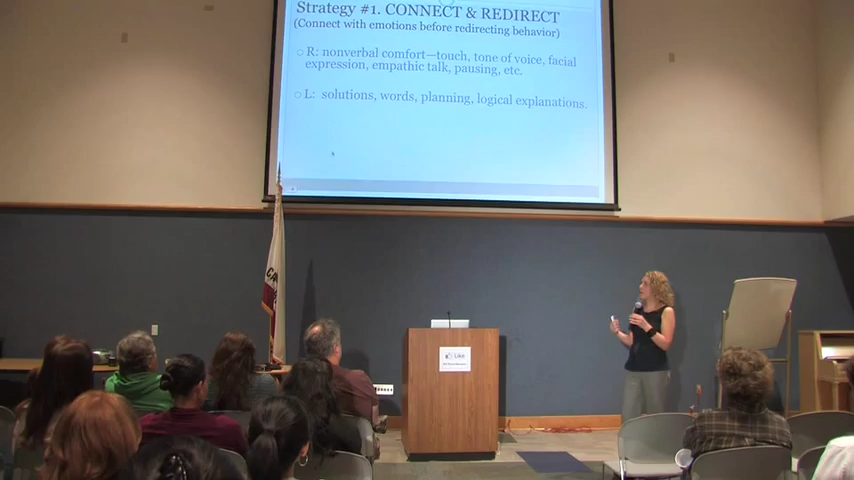 Strategy #1. CONNECT & REDIRECT
(Connect with emotions before redirecting behavior)
R: nonverbal comfort—touch, tone of voice, facial
expression, empathic talk, pausing, etc.
L: solutions, words, planning, logical explanations.
Like